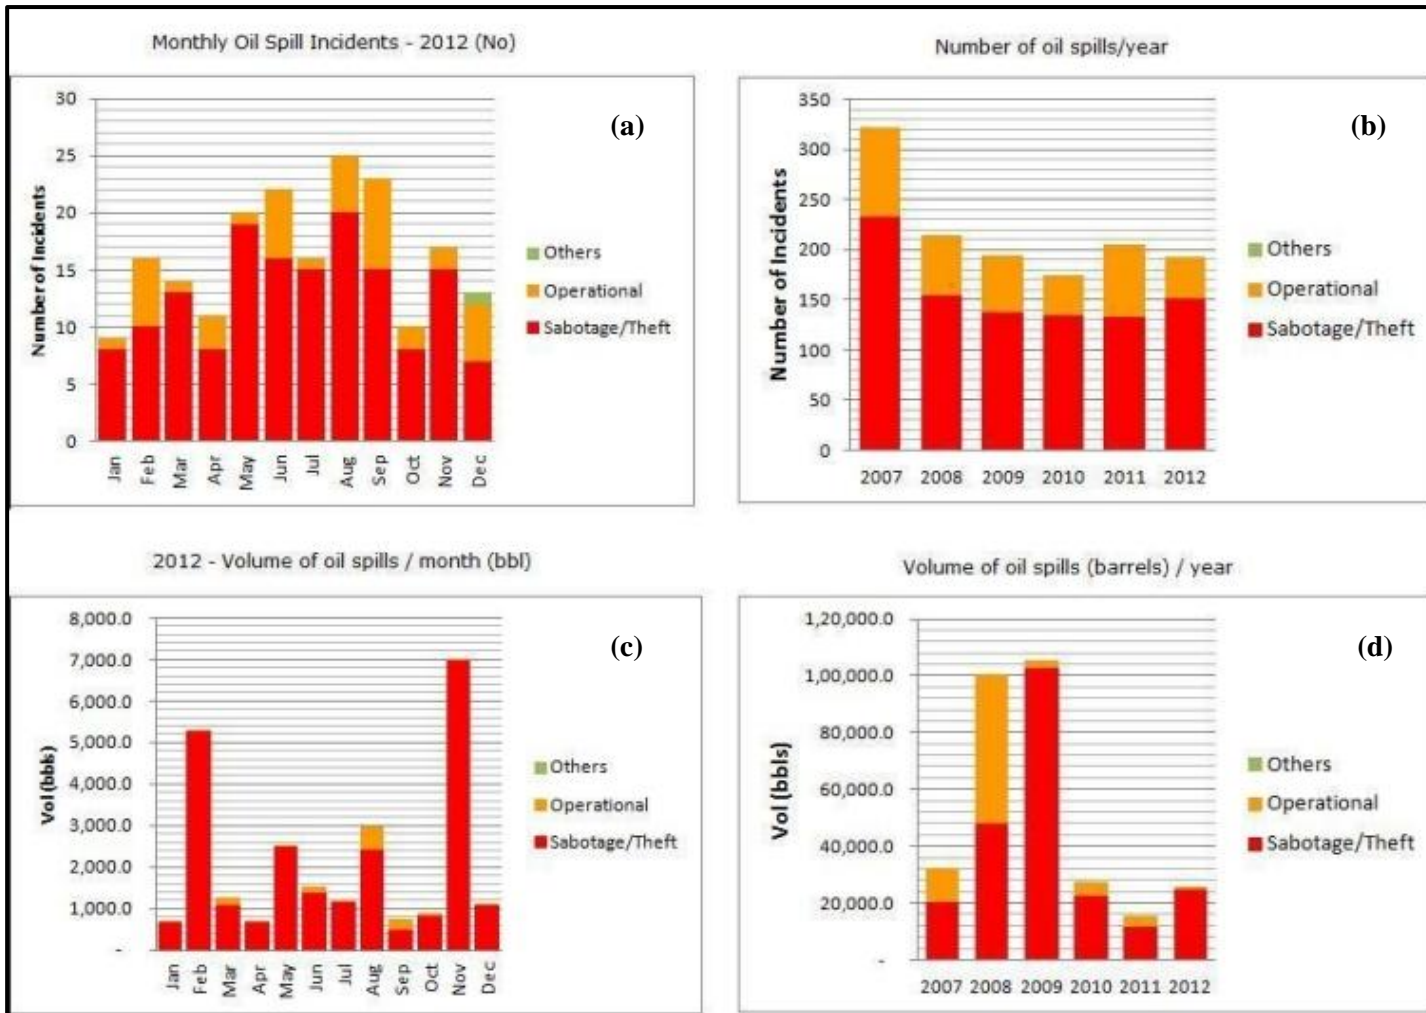 Monthly Oil Spill Incidents - 2012 (No)
30
25
20
15
10
5
0
Number of Incidents
Jan Feb Mar Apr May Jun Jul Aug Sep Oct Nov Dec
(a)
Others
Operational
Sabotage/Theft
Number of oil spills/year
350
300
250
200
150
100
50
0
Number of Incidents
2007 2008 2009 2010 2011 2012
(b)
Others
Operational
Sabotage/Theft
2012 - Volume of oil spills / month (bbl)
8,000.0
7,000.0
6,000.0
5,000.0
4,000.0
3,000.0
2,000.0
1,000.0
-
Vol (bbls)
Jan Feb Mar Apr May Jun Jul Aug Sep Oct Nov Dec
(c)
Others
Operational
Sabotage/Theft
Volume of oil spills (barrels) / year
1,20,000.0
1,00,000.0
80,000.0
60,000.0
40,000.0
20,000.0
-
Vol (bbls)
2007 2008 2009 2010 2011 2012
(d)
Others
Operational
Sabotage/Theft